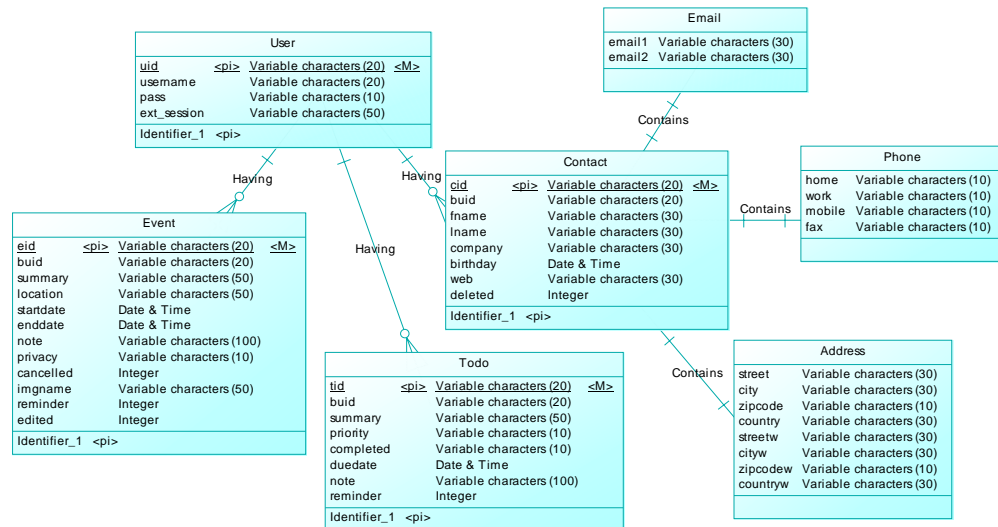 User
uid <pi> Variable characters (20) <M>
username Variable characters (20)
pass Variable characters (10)
ext_session Variable characters (50)
Identifier_1 <pi>
Email
email1 Variable characters (30)
email2 Variable characters (30)
Contains
Having
Having
Having
Contact
cid <pi> Variable characters (20) <M>
buid Variable characters (20)
fname Variable characters (30)
lname Variable characters (30)
company Variable characters (30)
birthday Date & Time
web Variable characters (30)
deleted Integer
Identifier_1 <pi>
Contains
Phone
home Variable characters (10)
work Variable characters (10)
mobile Variable characters (10)
fax Variable characters (10)
Event
eid <pi> Variable characters (20) <M>
buid Variable characters (20)
summary Variable characters (50)
location Variable characters (50)
startdate Date & Time
enddate Date & Time
note Variable characters (100)
privacy Variable characters (10)
cancelled Integer
imgname Variable characters (50)
reminder Integer
edited Integer
Identifier_1 <pi>
Todo
tid <pi> Variable characters (20) <M>
buid Variable characters (20)
summary Variable characters (50)
priority Variable characters (10)
completed Variable characters (10)
duedate Date & Time
note Variable characters (100)
reminder Integer
Identifier_1 <pi>
Contains
Address
street Variable characters (30)
city Variable characters (30)
zipcode Variable characters (10)
country Variable characters (30)
streetw Variable characters (30)
cityw Variable characters (30)
zipcodew Variable characters (10)
countryw Variable characters (30)